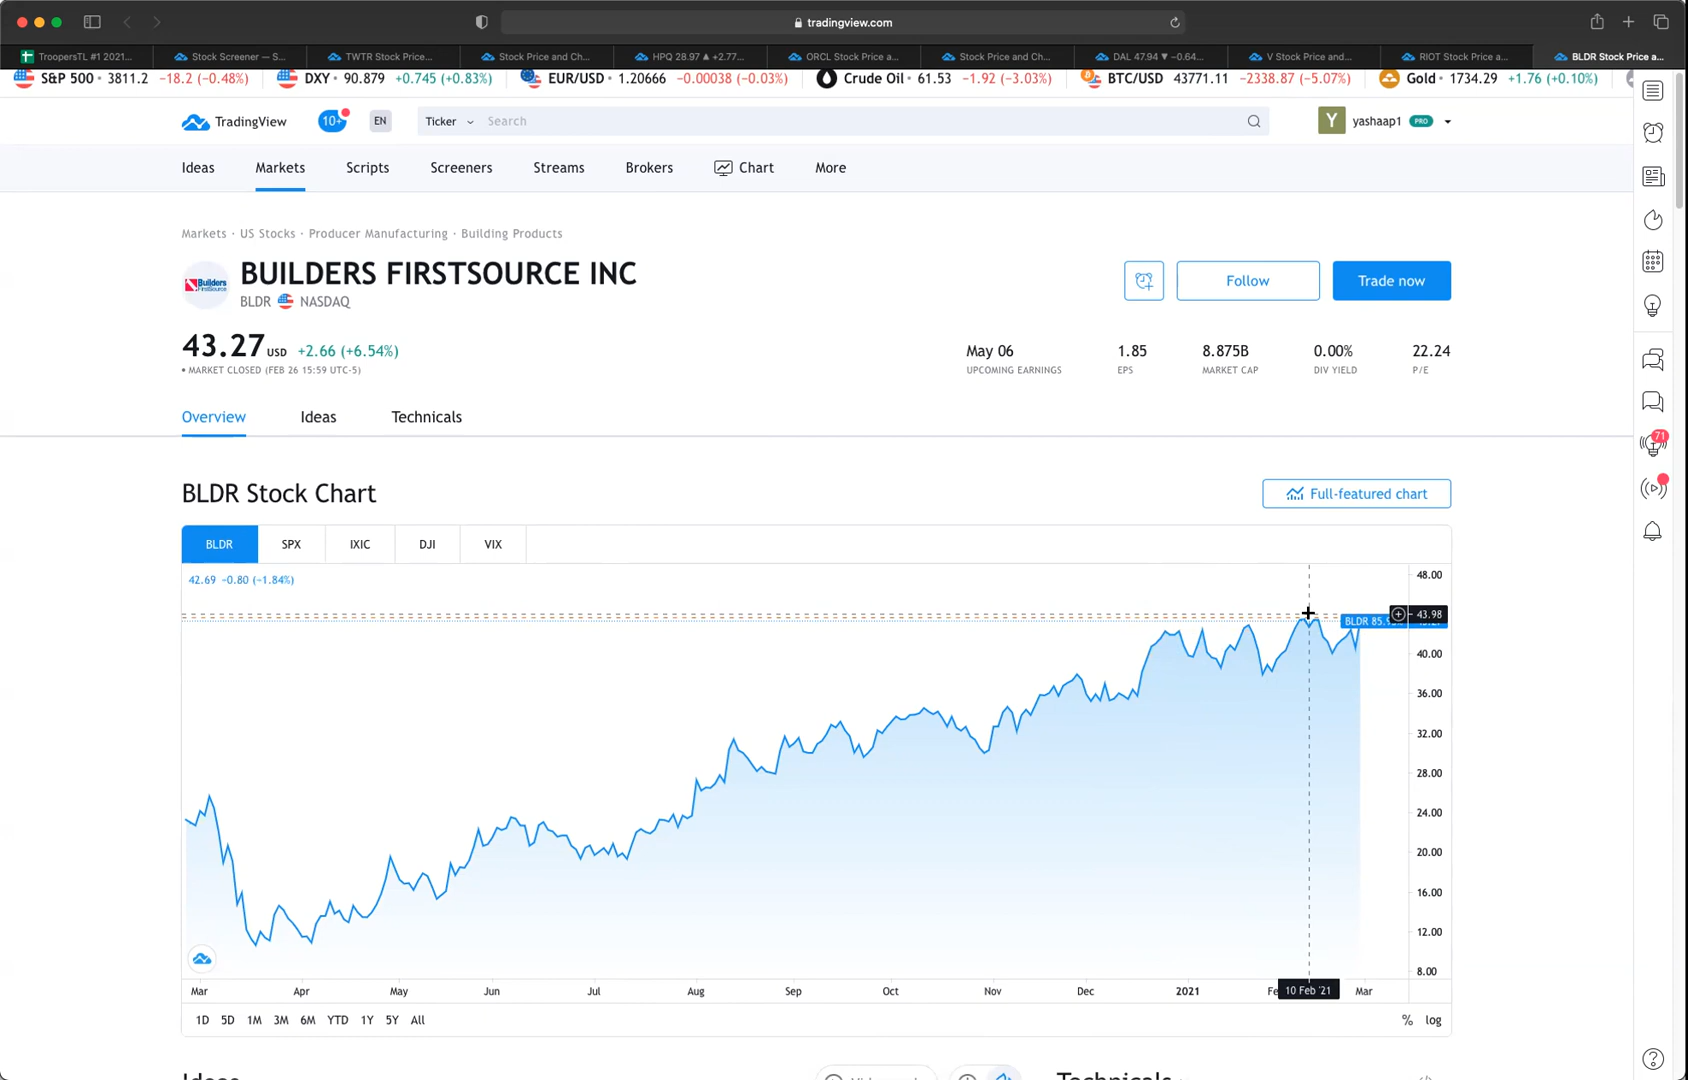 tradingview.com
TroopersTL #1 2021...
Stock Screener — S...
TWTR Stock Price...
Stock Price and Ch...
HPQ 28.97 ▲ +2.77...
ORCL Stock Price a...
Stock Price and Ch...
DAL 47.94 ▼ −0.64...
V Stock Price and...
RIOT Stock Price a...
BLDR Stock Price a...
S&P 500 • 3811.2 -18.2 (−0.48%)
DXY • 90.879 +0.745 (+0.83%)
EUR/USD • 1.20666 −0.00038 (−0.03%)
Crude Oil • 61.53 −1.92 (−3.03%)
BTC/USD 43771.11 −2338.87 (−5.07%)
Gold • 1734.29 +1.76 (+0.10%)
TradingView 10+ EN Ticker Search Y yashaap1 PRO
Ideas Markets Scripts Screeners Streams Brokers Chart More
Markets · US Stocks · Producer Manufacturing · Building Products
Builders FirstSource
BUILDERS FIRSTSOURCE INC
BLDR NASDAQ
Follow
Trade now
43.27 USD +2.66 (+6.54%)
• MARKET CLOSED (FEB 26 15:59 UTC-5)
May 06 1.85 8.875B 0.00% 22.24
UPCOMING EARNINGS EPS MARKET CAP DIV YIELD P/E
71
Overview Ideas Technicals
BLDR Stock Chart
Full-featured chart
BLDR SPX IXIC DJI VIX
42.69 −0.80 (−1.84%)
48.00
43.98
BLDR
40.00
36.00
32.00
28.00
24.00
20.00
16.00
12.00
8.00
Mar Apr May Jun Jul Aug Sep Oct Nov Dec 2021 10 Feb '21 Mar
1D 5D 1M 3M 6M YTD 1Y 5Y All % log
Ideas
Technicals